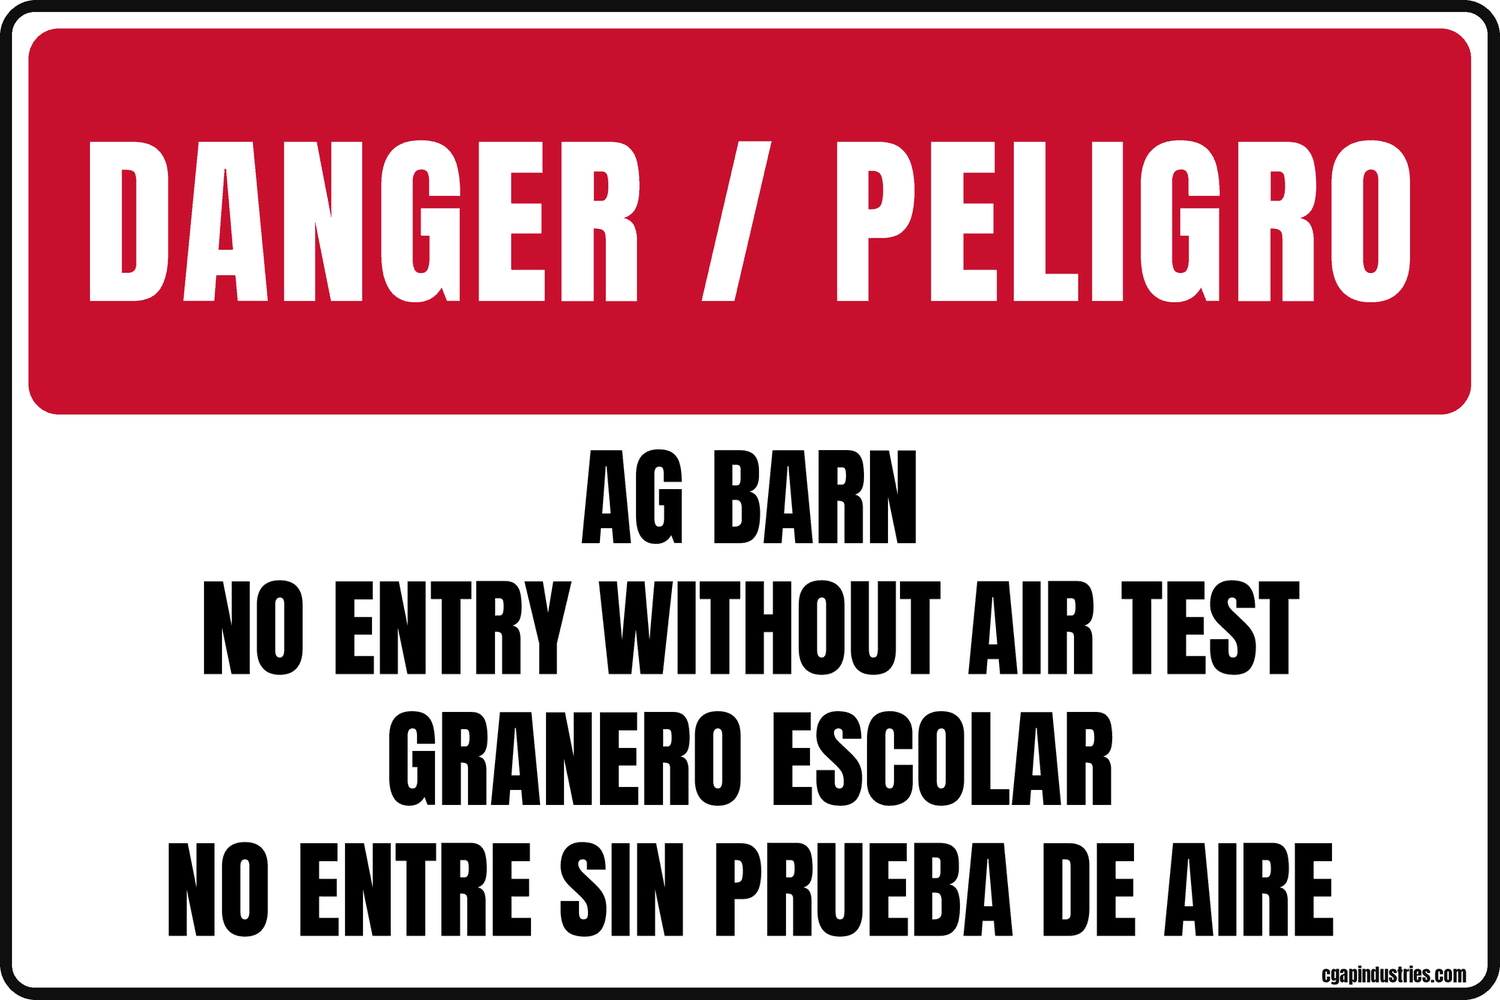 DANGER / PELIGRO
AG BARN
NO ENTRY WITHOUT AIR TEST
GRANERO ESCOLAR
NO ENTRE SIN PRUEBA DE AIRE
cgapindustries.com